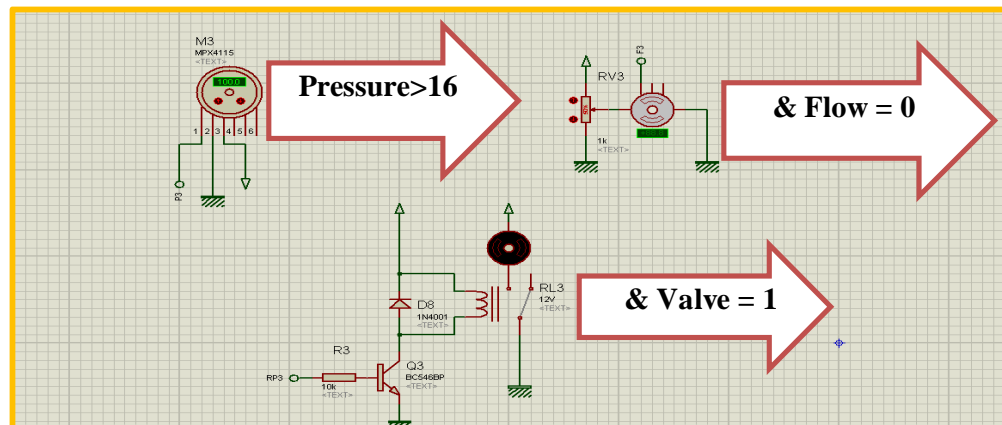 M3
MPX4115
<TEXT>
100.0
1 2 3 4 5 6
P3
Pressure>16
F3
RV3
1k
<TEXT>
& Flow = 0
D8
1N4001
<TEXT>
RL3
12V
<TEXT>
& Valve = 1
R3
RP3
10k
<TEXT>
Q3
BC546BP
<TEXT>